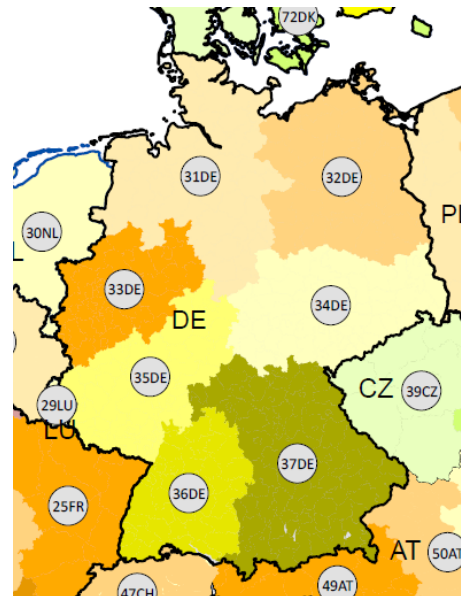 72DK
31DE
32DE
30NL
L
33DE
34DE
DE
35DE
CZ
39CZ
29LU
LU
37DE
36DE
25FR
AT
50AT
47CH
49AT